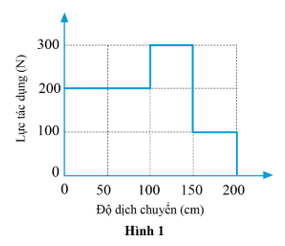 Lực tác dụng (N)
300
200
100
0
0 50 100 150 200
Độ dịch chuyển (cm)
Hình 1